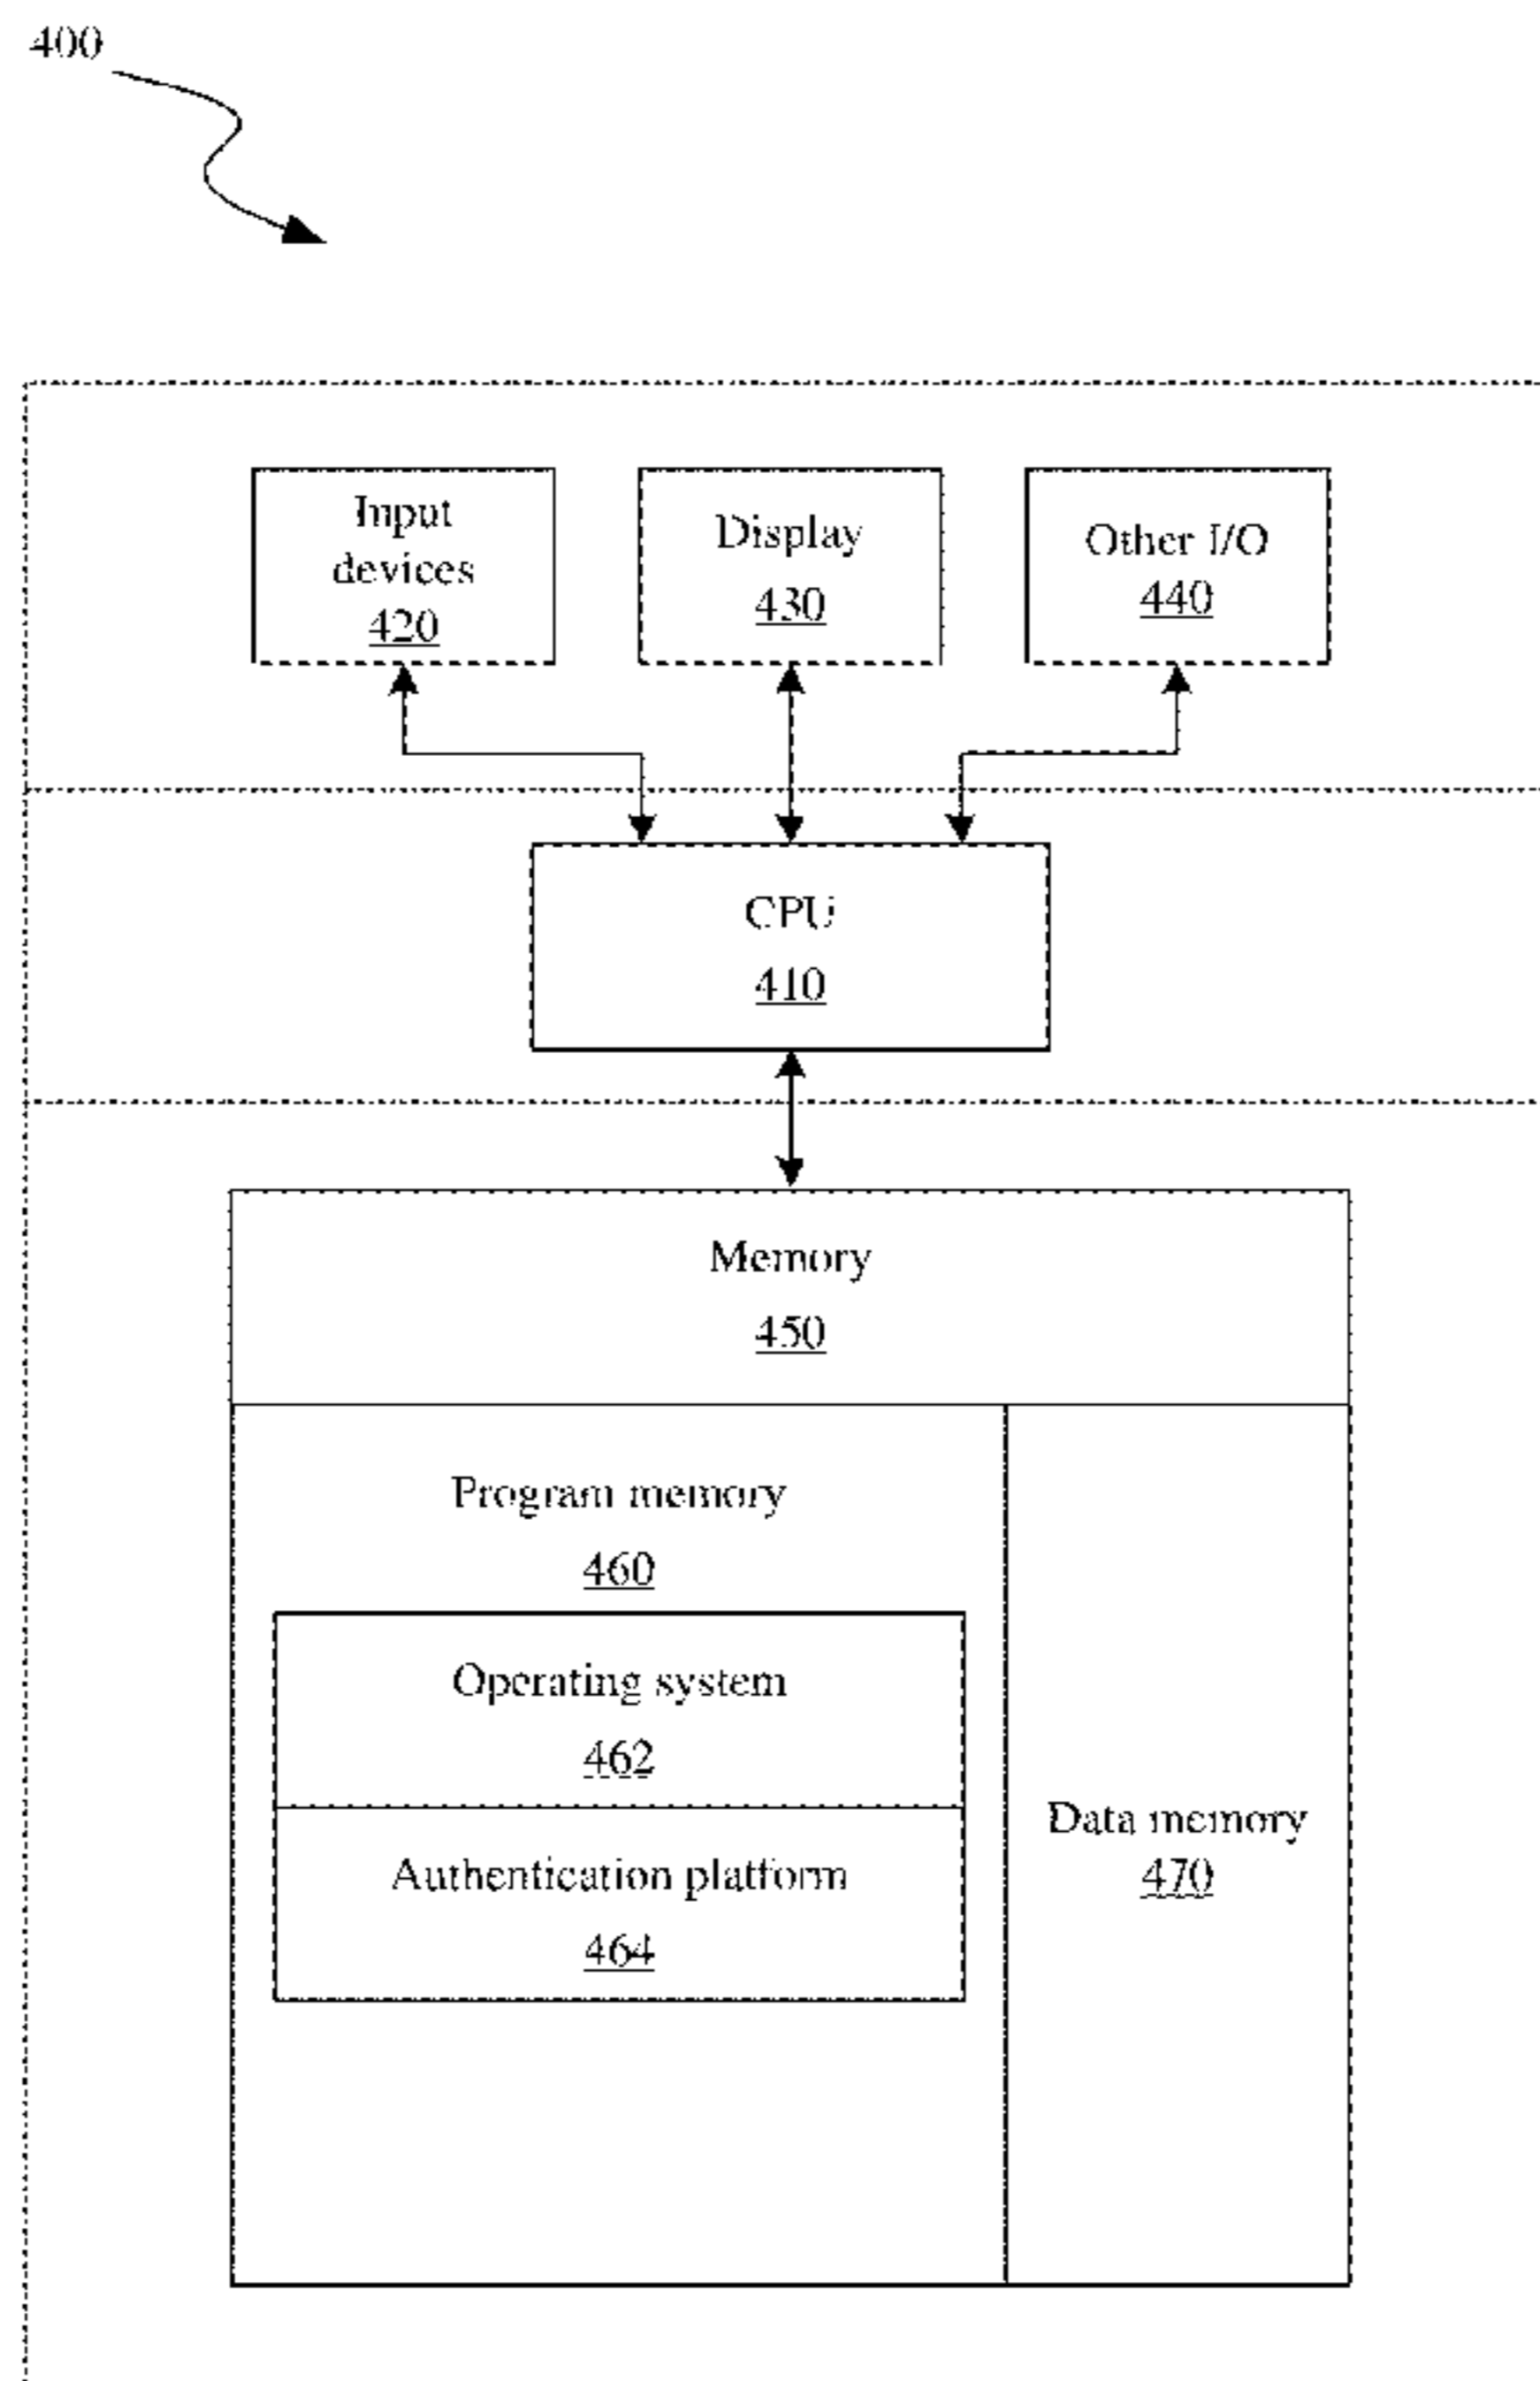 400
Input
devices
420
Display
430
Other I/O
440
CPU
410
Memory
450
Program memory
460
Operating system
462
Authentication platform
464
Data memory
470